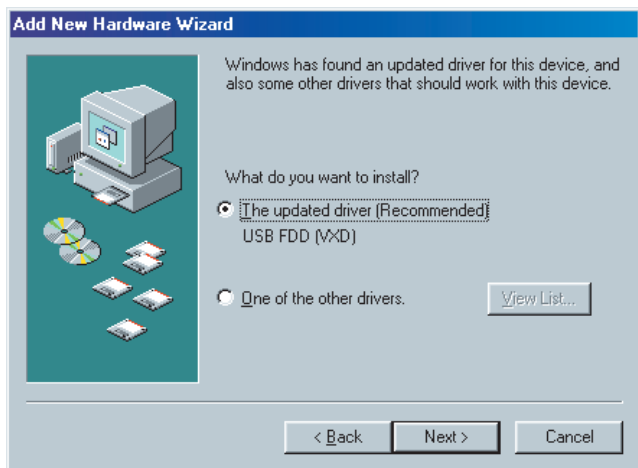 Add New Hardware Wizard
Windows has found an updated driver for this device, and
also some other drivers that should work with this device.
What do you want to install?
The updated driver (Recommended)
USB FDD (VXD)
One of the other drivers.
View List...
< Back
Next >
Cancel